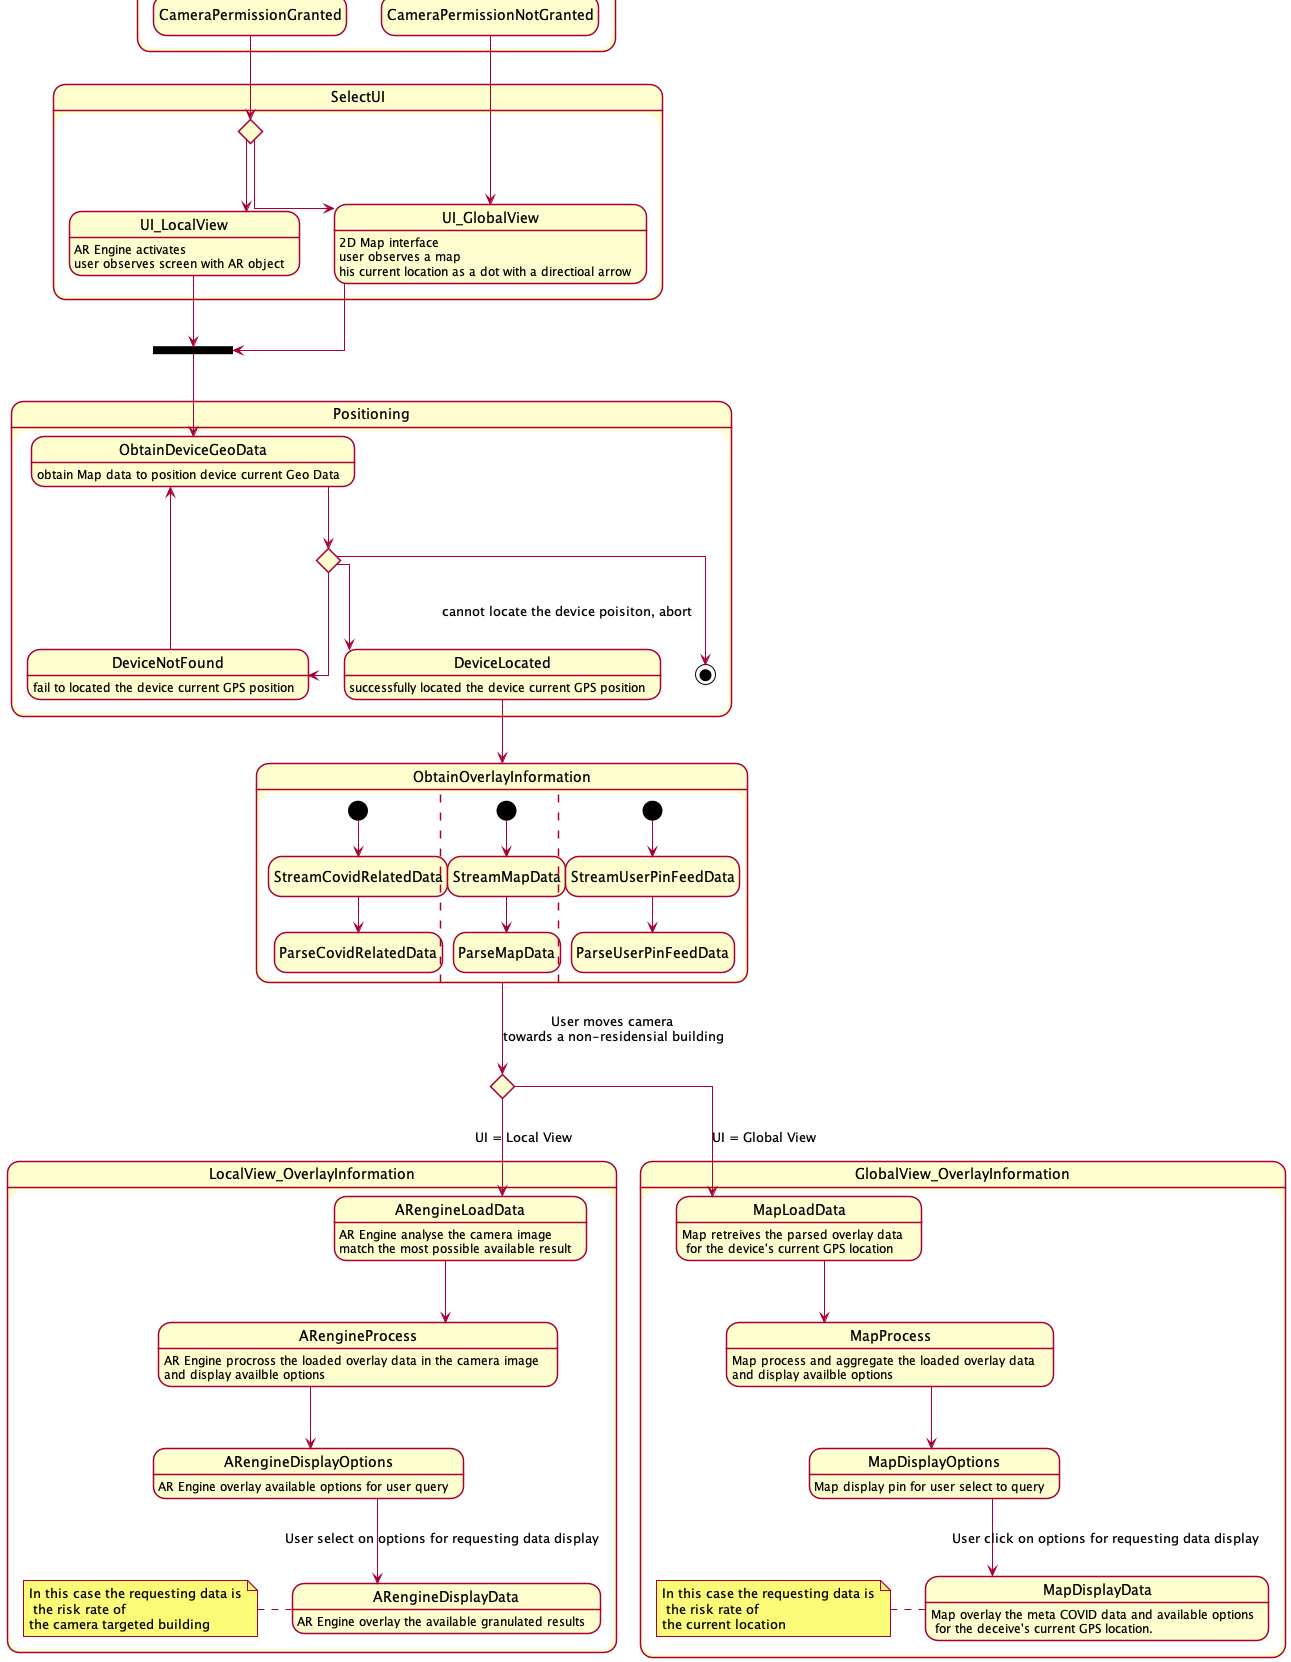 CameraPermissionGranted
CameraPermissionNotGranted
SelectUI
UI_LocalView
AR Engine activates
user observes screen with AR object
UI_GlobalView
2D Map interface
user observes a map
his current location as a dot with a directioal arrow
Positioning
ObtainDeviceGeoData
obtain Map data to position device current Geo Data
cannot locate the device poisiton, abort
DeviceNotFound
fail to located the device current GPS position
DeviceLocated
successfully located the device current GPS position
ObtainOverlayInformation
StreamCovidRelatedData
StreamMapData
StreamUserPinFeedData
ParseCovidRelatedData
ParseMapData
ParseUserPinFeedData
User moves camera
towards a non-residensial building
UI = Local View
UI = Global View
LocalView_OverlayInformation
ARengineLoadData
AR Engine analyse the camera image
match the most possible available result
ARengineProcess
AR Engine procross the loaded overlay data in the camera image
and display availble options
ARengineDisplayOptions
AR Engine overlay available options for user query
User select on options for requesting data display
In this case the requesting data is
the risk rate of
the camera targeted building
ARengineDisplayData
AR Engine overlay the available granulated results
GlobalView_OverlayInformation
MapLoadData
Map retreives the parsed overlay data
for the device's current GPS location
MapProcess
Map process and aggregate the loaded overlay data
and display availble options
MapDisplayOptions
Map display pin for user select to query
User click on options for requesting data display
In this case the requesting data is
the risk rate of
the current location
MapDisplayData
Map overlay the meta COVID data and available options
for the deceive's current GPS location.